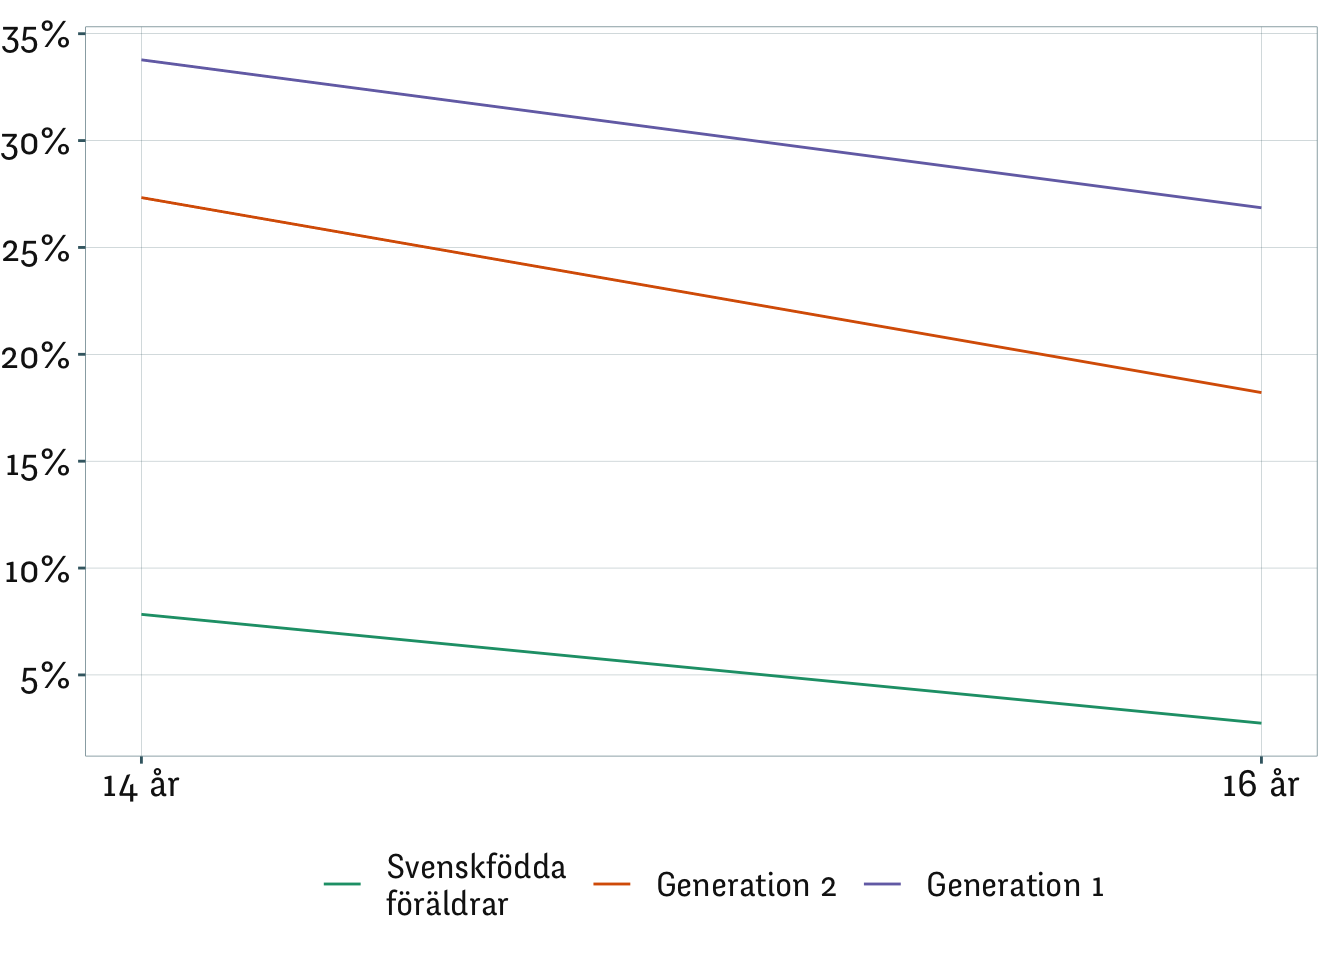 35%
30%
25%
20%
15%
10%
5%
14 år
16 år
Svenskfödda
föräldrar
Generation 2
Generation 1